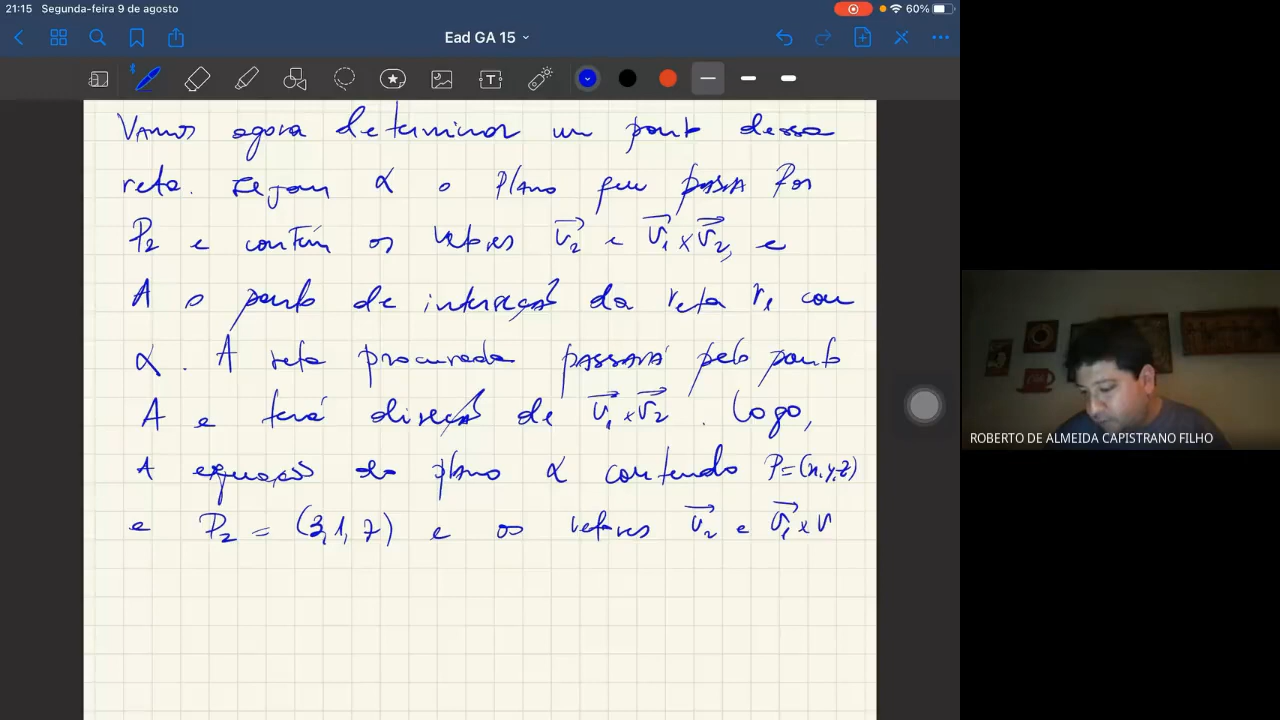 21:15 Segunda-feira 9 de agosto
60%
Ead GA 15
Vamos agora determinar um ponto dessa
reta. Sejam α o plano que passa por
P₂ e contém os vetores v₂ e v₁ × v₂, e
A o ponto de interseção da reta r₁ com
α. A reta procurada passará pelo ponto
A e terá direção de v₁ × v₂. Logo,
A equação do plano α contendo P = (x, y, z)
e P₂ = (3, 1, 7) e os vetores v₂ e v₁ × v
ROBERTO DE ALMEIDA CAPISTRANO FILHO